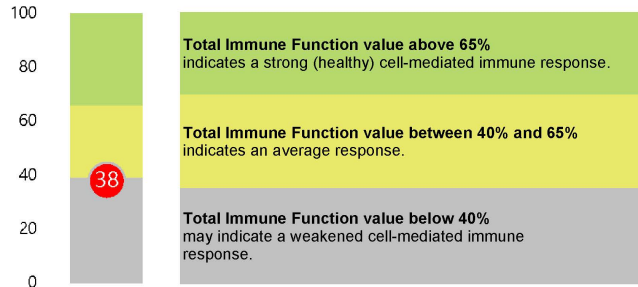 100
80
60
40
20
0
38
Total Immune Function value above 65%
indicates a strong (healthy) cell-mediated immune response.
Total Immune Function value between 40% and 65%
indicates an average response.
Total Immune Function value below 40%
may indicate a weakened cell-mediated immune
response.